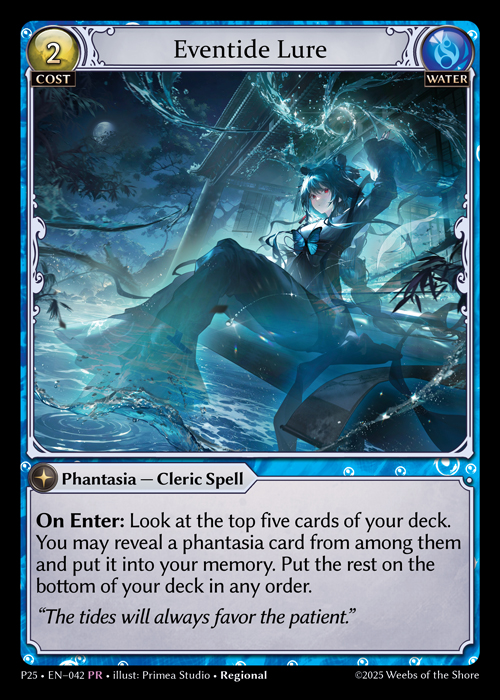 2
Eventide Lure
COST
WATER
Phantasia — Cleric Spell
On Enter: Look at the top five cards of your deck.
You may reveal a phantasia card from among them
and put it into your memory. Put the rest on the
bottom of your deck in any order.
“The tides will always favor the patient.”
P25 • EN–042 PR • illust: Primea Studio • Regional
©2025 Weebs of the Shore